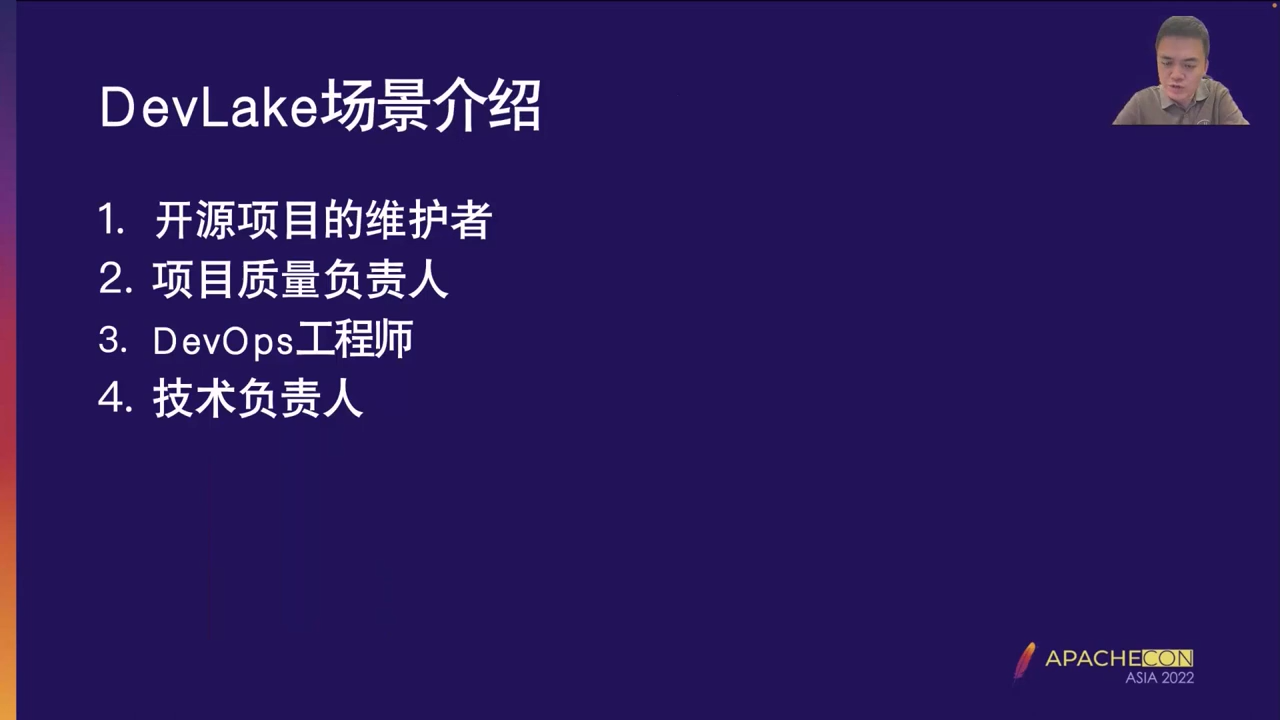 DevLake场景介绍
1. 开源项目的维护者
2. 项目质量负责人
3. DevOps工程师
4. 技术负责人
APACHECON
ASIA 2022